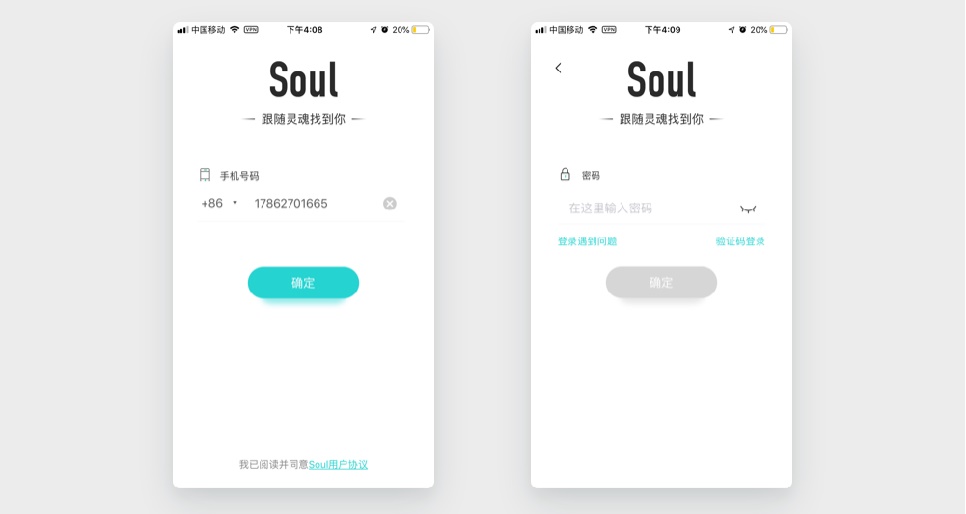 中国移动 VPN 下午4:08 20%
Soul
跟随灵魂找到你
手机号码
+86 17862701665
确定
我已阅读并同意Soul用户协议
中国移动 VPN 下午4:09 20%
Soul
跟随灵魂找到你
密码
在这里输入密码
登录遇到问题 验证码登录
确定